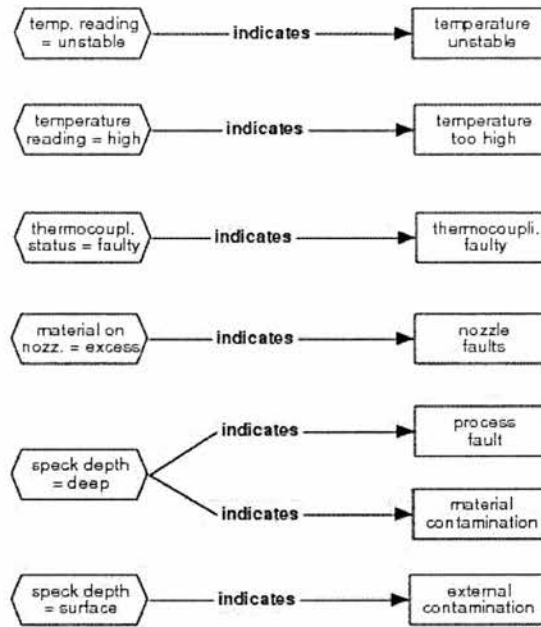 temp. reading
= unstable
indicates
temperature
unstable
temperature
reading = high
indicates
temperature
too high
thermocoupl.
status = faulty
indicates
thermocoupli.
faulty
material on
nozz. = excess
indicates
nozzle
faults
speck depth
= deep
indicates
process
fault
indicates
material
contamination
speck depth
= surface
indicates
external
contamination